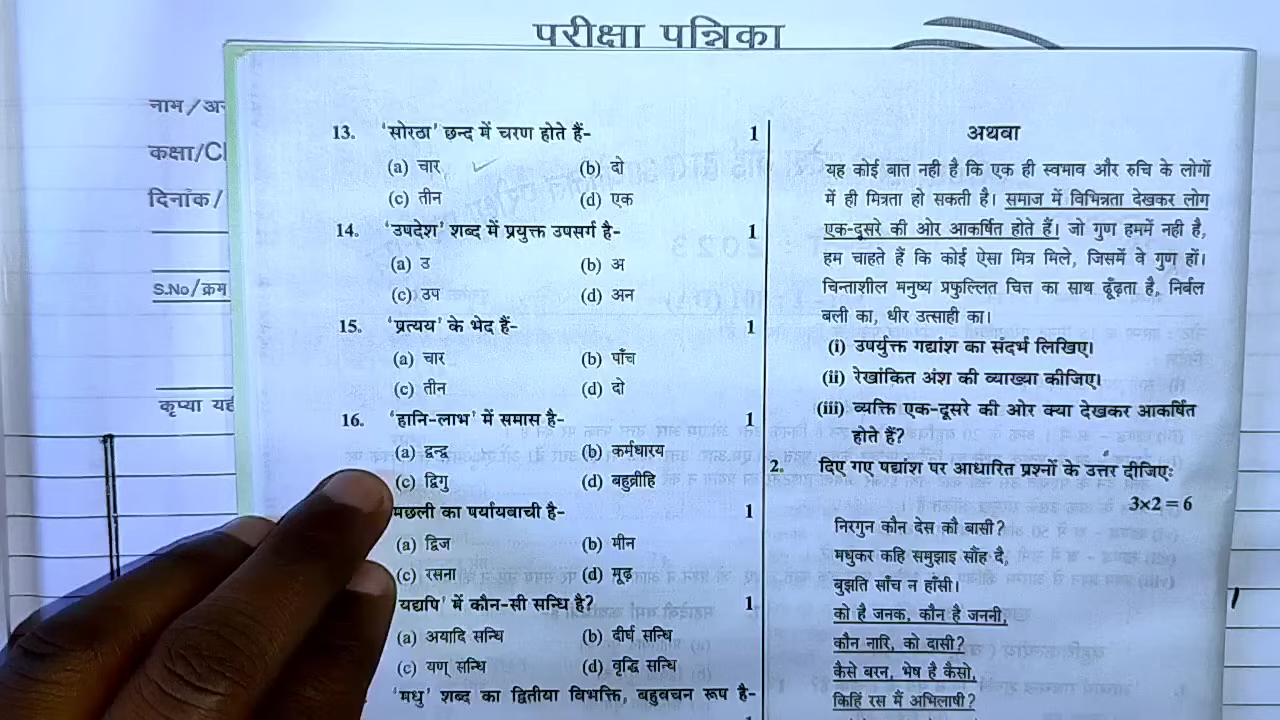 परीक्षा पत्रिका
नाम/अ
कक्षा/Cl
दिनांक/
S.No/क्रम
कृप्या यह
13. 'सोरठा' छन्द में चरण होते हैं- 1
(a) चार (b) दो
(c) तीन (d) एक
14. 'उपदेश' शब्द में प्रयुक्त उपसर्ग है- 1
(a) उ (b) अ
(c) उप (d) अन
15. 'प्रत्यय' के भेद हैं- 1
(a) चार (b) पाँच
(c) तीन (d) दो
16. 'हानि-लाभ' में समास है- 1
(a) द्वन्द्व (b) कर्मधारय
(c) द्विगु (d) बहुव्रीहि
मछली का पर्यायवाची है- 1
(a) द्विज (b) मीन
(c) रसना (d) मूढ़
यद्यपि' में कौन-सी सन्धि है? 1
(a) अयादि सन्धि (b) दीर्घ सन्धि
(c) यण् सन्धि (d) वृद्धि सन्धि
'मधु' शब्द का द्वितीया विभक्ति, बहुवचन रूप है-
अथवा
यह कोई बात नही है कि एक ही स्वभाव और रुचि के लोगों
में ही मित्रता हो सकती है। समाज में विभिन्नता देखकर लोग
एक-दूसरे की ओर आकर्षित होते हैं। जो गुण हममें नही है,
हम चाहते हैं कि कोई ऐसा मित्र मिले, जिसमें वे गुण हों।
चिन्ताशील मनुष्य प्रफुल्लित चित्त का साथ ढूँढ़ता है, निर्बल
बली का, धीर उत्साही का।
(i) उपर्युक्त गद्यांश का संदर्भ लिखिए।
(ii) रेखांकित अंश की व्याख्या कीजिए।
(iii) व्यक्ति एक-दूसरे की ओर क्या देखकर आकर्षित
होते हैं?
2. दिए गए पद्यांश पर आधारित प्रश्नों के उत्तर दीजिए:
3×2=6
निरगुन कौन देस कौ बासी?
मधुकर कहि समुझाइ सौंह दै,
बुझति साँच न हाँसी।
को है जनक, कौन है जननी,
कौन नारि, को दासी?
कैसे बरन, भेष है कैसो,
किहिं रस मैं अभिलाषी?